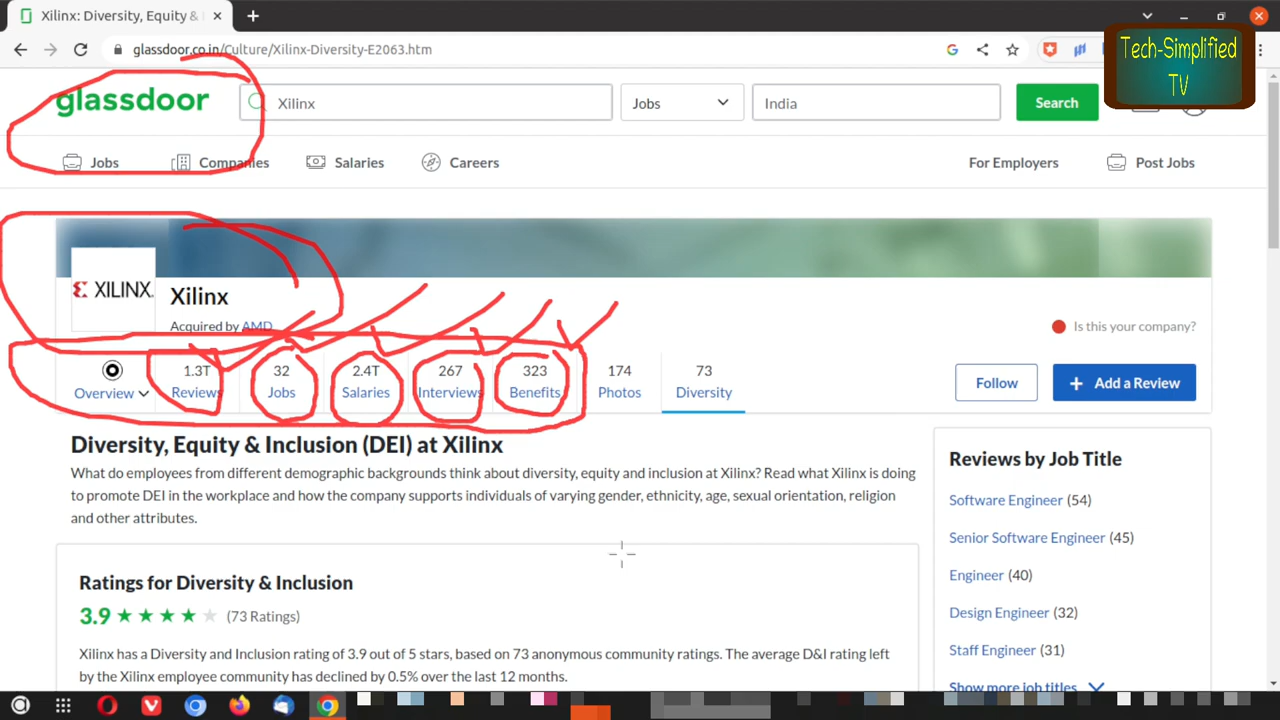 Xilinx: Diversity, Equity &
glassdoor.co.in/Culture/Xilinx-Diversity-E2063.htm
Tech-Simplified
TV
glassdoor
Xilinx
Jobs
India
Search
Jobs
Companies
Salaries
Careers
For Employers
Post Jobs
XILINX
Xilinx
Acquired by AMD
Is this your company?
Overview
1.3T
Reviews
32
Jobs
2.4T
Salaries
267
Interviews
323
Benefits
174
Photos
73
Diversity
Follow
+ Add a Review
Diversity, Equity & Inclusion (DEI) at Xilinx
What do employees from different demographic backgrounds think about diversity, equity and inclusion at Xilinx? Read what Xilinx is doing
to promote DEI in the workplace and how the company supports individuals of varying gender, ethnicity, age, sexual orientation, religion
and other attributes.
Ratings for Diversity & Inclusion
3.9 ★★★★★ (73 Ratings)
Xilinx has a Diversity and Inclusion rating of 3.9 out of 5 stars, based on 73 anonymous community ratings. The average D&I rating left
by the Xilinx employee community has declined by 0.5% over the last 12 months.
Reviews by Job Title
Software Engineer (54)
Senior Software Engineer (45)
Engineer (40)
Design Engineer (32)
Staff Engineer (31)
Show more job titles